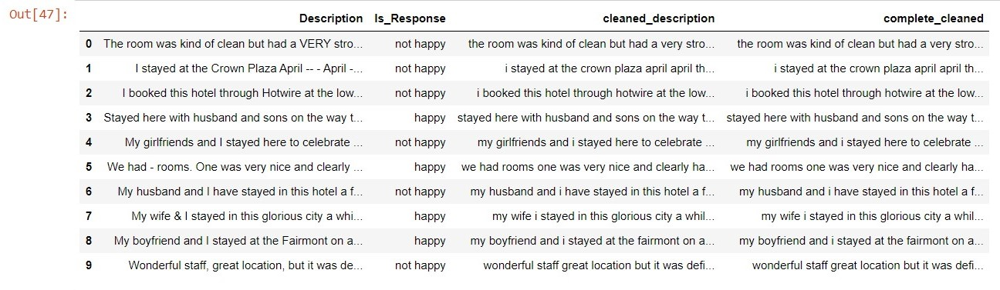 Out[47]:
Description Is_Response cleaned_description complete_cleaned
0 The room was kind of clean but had a VERY stro... not happy the room was kind of clean but had a very stro... the room was kind of clean but had a very stro...
1 I stayed at the Crown Plaza April -- - April -... not happy i stayed at the crown plaza april april th... i stayed at the crown plaza april april th...
2 I booked this hotel through Hotwire at the low... not happy i booked this hotel through hotwire at the low... i booked this hotel through hotwire at the low...
3 Stayed here with husband and sons on the way t... happy stayed here with husband and sons on the way t... stayed here with husband and sons on the way t...
4 My girlfriends and I stayed here to celebrate ... not happy my girlfriends and i stayed here to celebrate ... my girlfriends and i stayed here to celebrate ...
5 We had - rooms. One was very nice and clearly ... happy we had rooms one was very nice and clearly ha... we had rooms one was very nice and clearly ha...
6 My husband and I have stayed in this hotel a f... not happy my husband and i have stayed in this hotel a f... my husband and i have stayed in this hotel a f...
7 My wife & I stayed in this glorious city a whi... happy my wife i stayed in this glorious city a whil... my wife i stayed in this glorious city a whil...
8 My boyfriend and I stayed at the Fairmont on a... happy my boyfriend and i stayed at the fairmont on a... my boyfriend and i stayed at the fairmont on a...
9 Wonderful staff, great location, but it was de... not happy wonderful staff great location but it was defi... wonderful staff great location but it was defi...